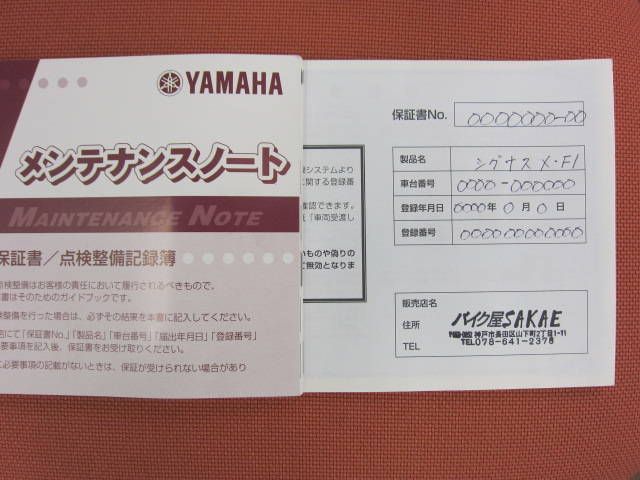 YAMAHA
メンテナンスノート
MAINTENANCE NOTE
保証書／点検整備記録簿
点検整備はお客様の責任において履行されるべきもので、
書はそのためのガイドブックです。
検整備を行った場合は、必ずその結果を本書に記入してください。
店にて「保証書No.」「製品名」「車台番号」「届出年月日」「登録番号」
要事項を記入後、保証書をお受け取りください。
に必要事項の記載がないときは、保証が受けられない場合があり
システムより
に関する登録番
確認できます。
「車両受渡し
いものや偽りの
て無効となりま
保証書No. 0000000-00
製品名 シグナス X・FI
車台番号 0000-000000
登録年月日 0000年 0月 0日
登録番号
販売店名 バイク屋SAKAE
住所 神戸市長田区山下町2丁目1-11
TEL TEL078-641-2378